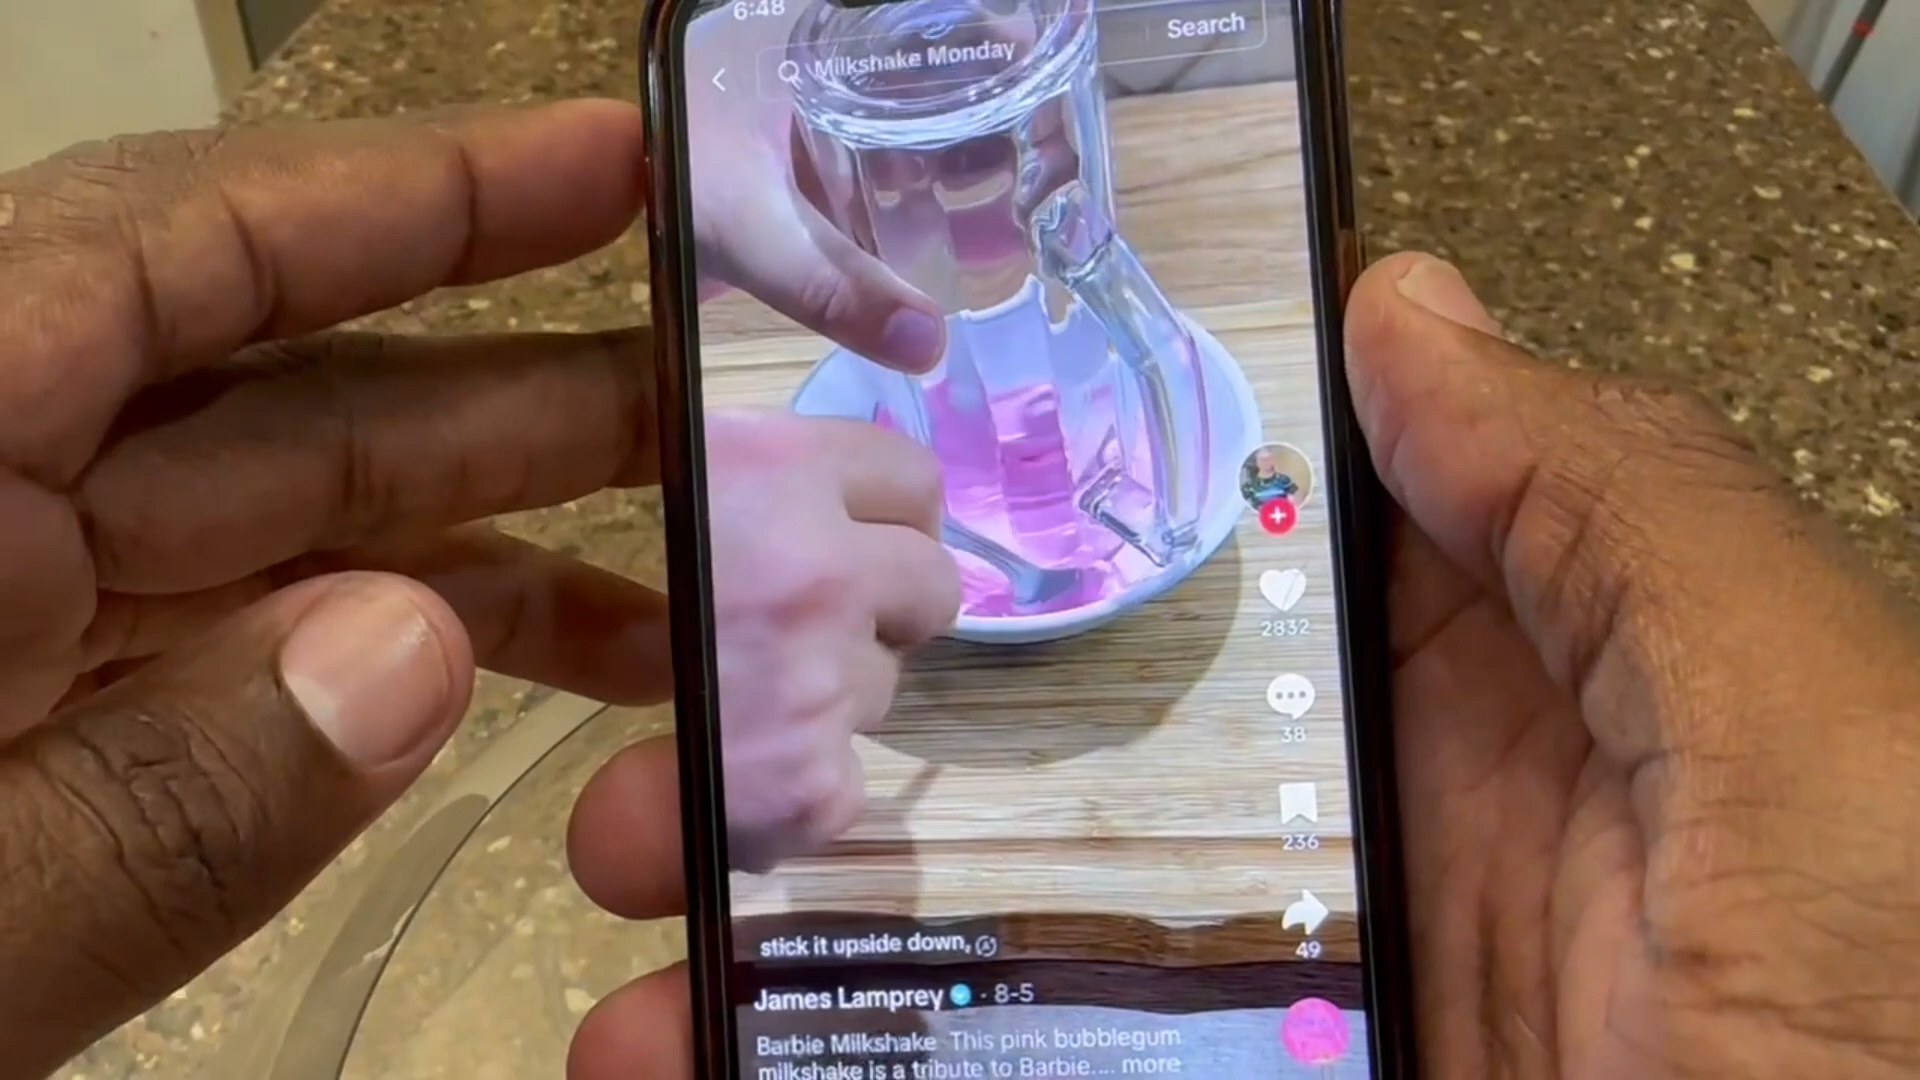 6:48
Milkshake Monday
Search
2832
38
236
49
stick it upside down,
James Lamprey · 8-5
Barbie Milkshake This pink bubblegum
milkshake is a tribute to Barbie.... more